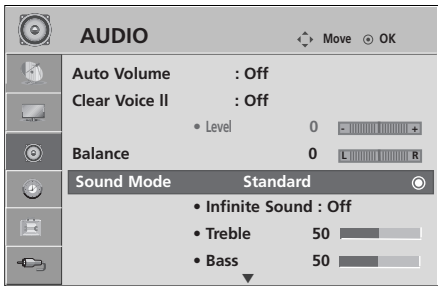 AUDIO Move OK
Auto Volume : Off
Clear Voice ll : Off
• Level 0 - +
Balance 0 L R
Sound Mode Standard
• Infinite Sound : Off
• Treble 50
• Bass 50